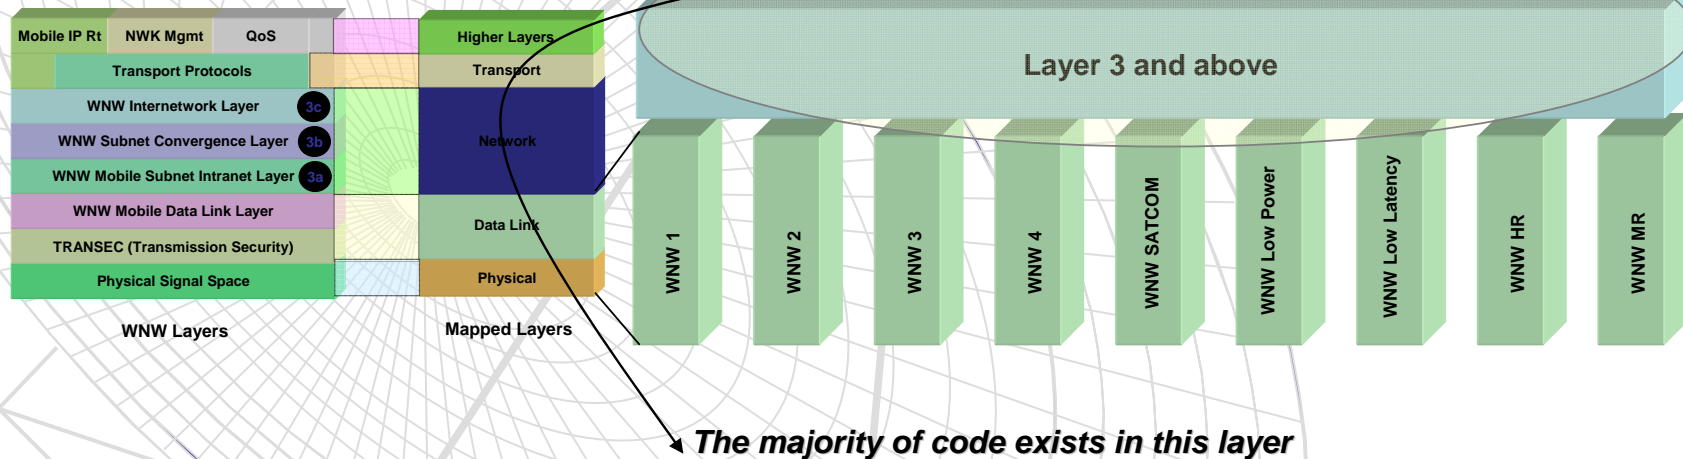 Mobile IP Rt NWK Mgmt QoS
Transport Protocols
WNW Internetwork Layer 3c
WNW Subnet Convergence Layer 3b
WNW Mobile Subnet Intranet Layer 3a
WNW Mobile Data Link Layer
TRANSEC (Transmission Security)
Physical Signal Space
WNW Layers
Higher Layers
Transport
Network
Data Link
Physical
Mapped Layers
Layer 3 and above
WNW 1
WNW 2
WNW 3
WNW 4
WNW SATCOM
WNW Low Power
WNW Low Latency
WNW HR
WNW MR
The majority of code exists in this layer